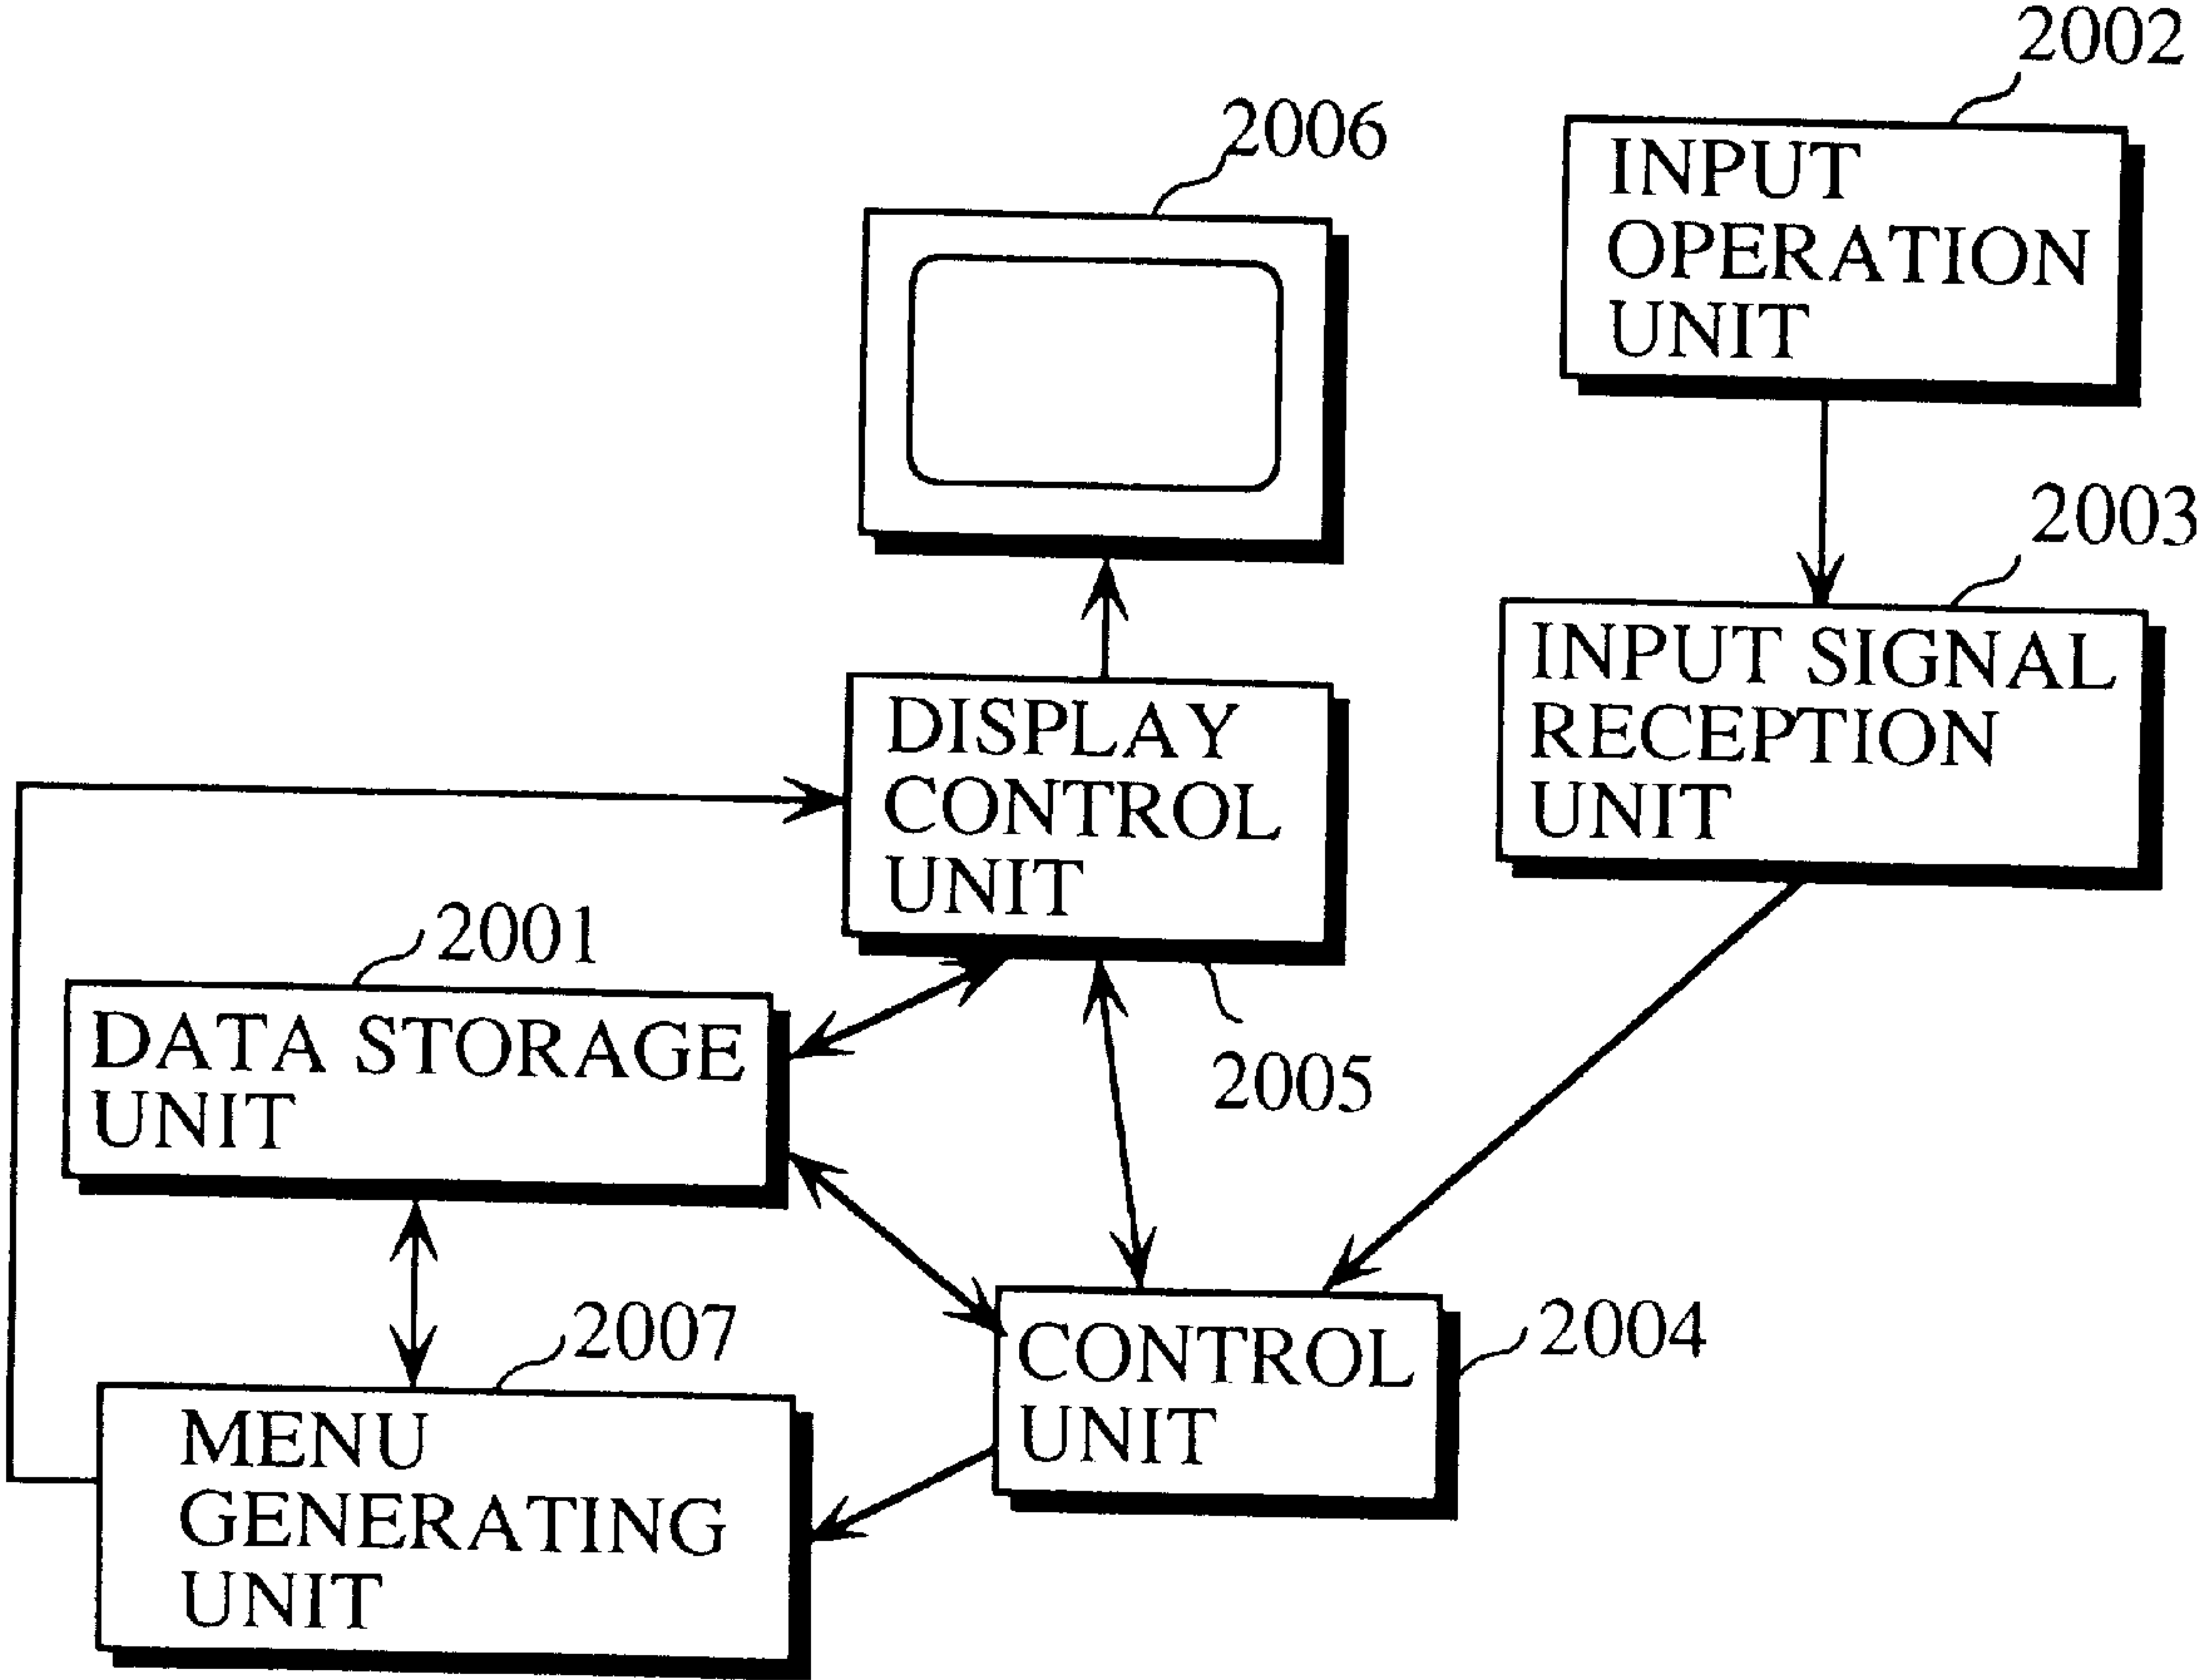 2002
INPUT
OPERATION
UNIT
2006
2003
INPUT SIGNAL
RECEPTION
UNIT
DISPLAY
CONTROL
UNIT
2005
2001
DATA STORAGE
UNIT
2007
MENU
GENERATING
UNIT
CONTROL
UNIT
2004